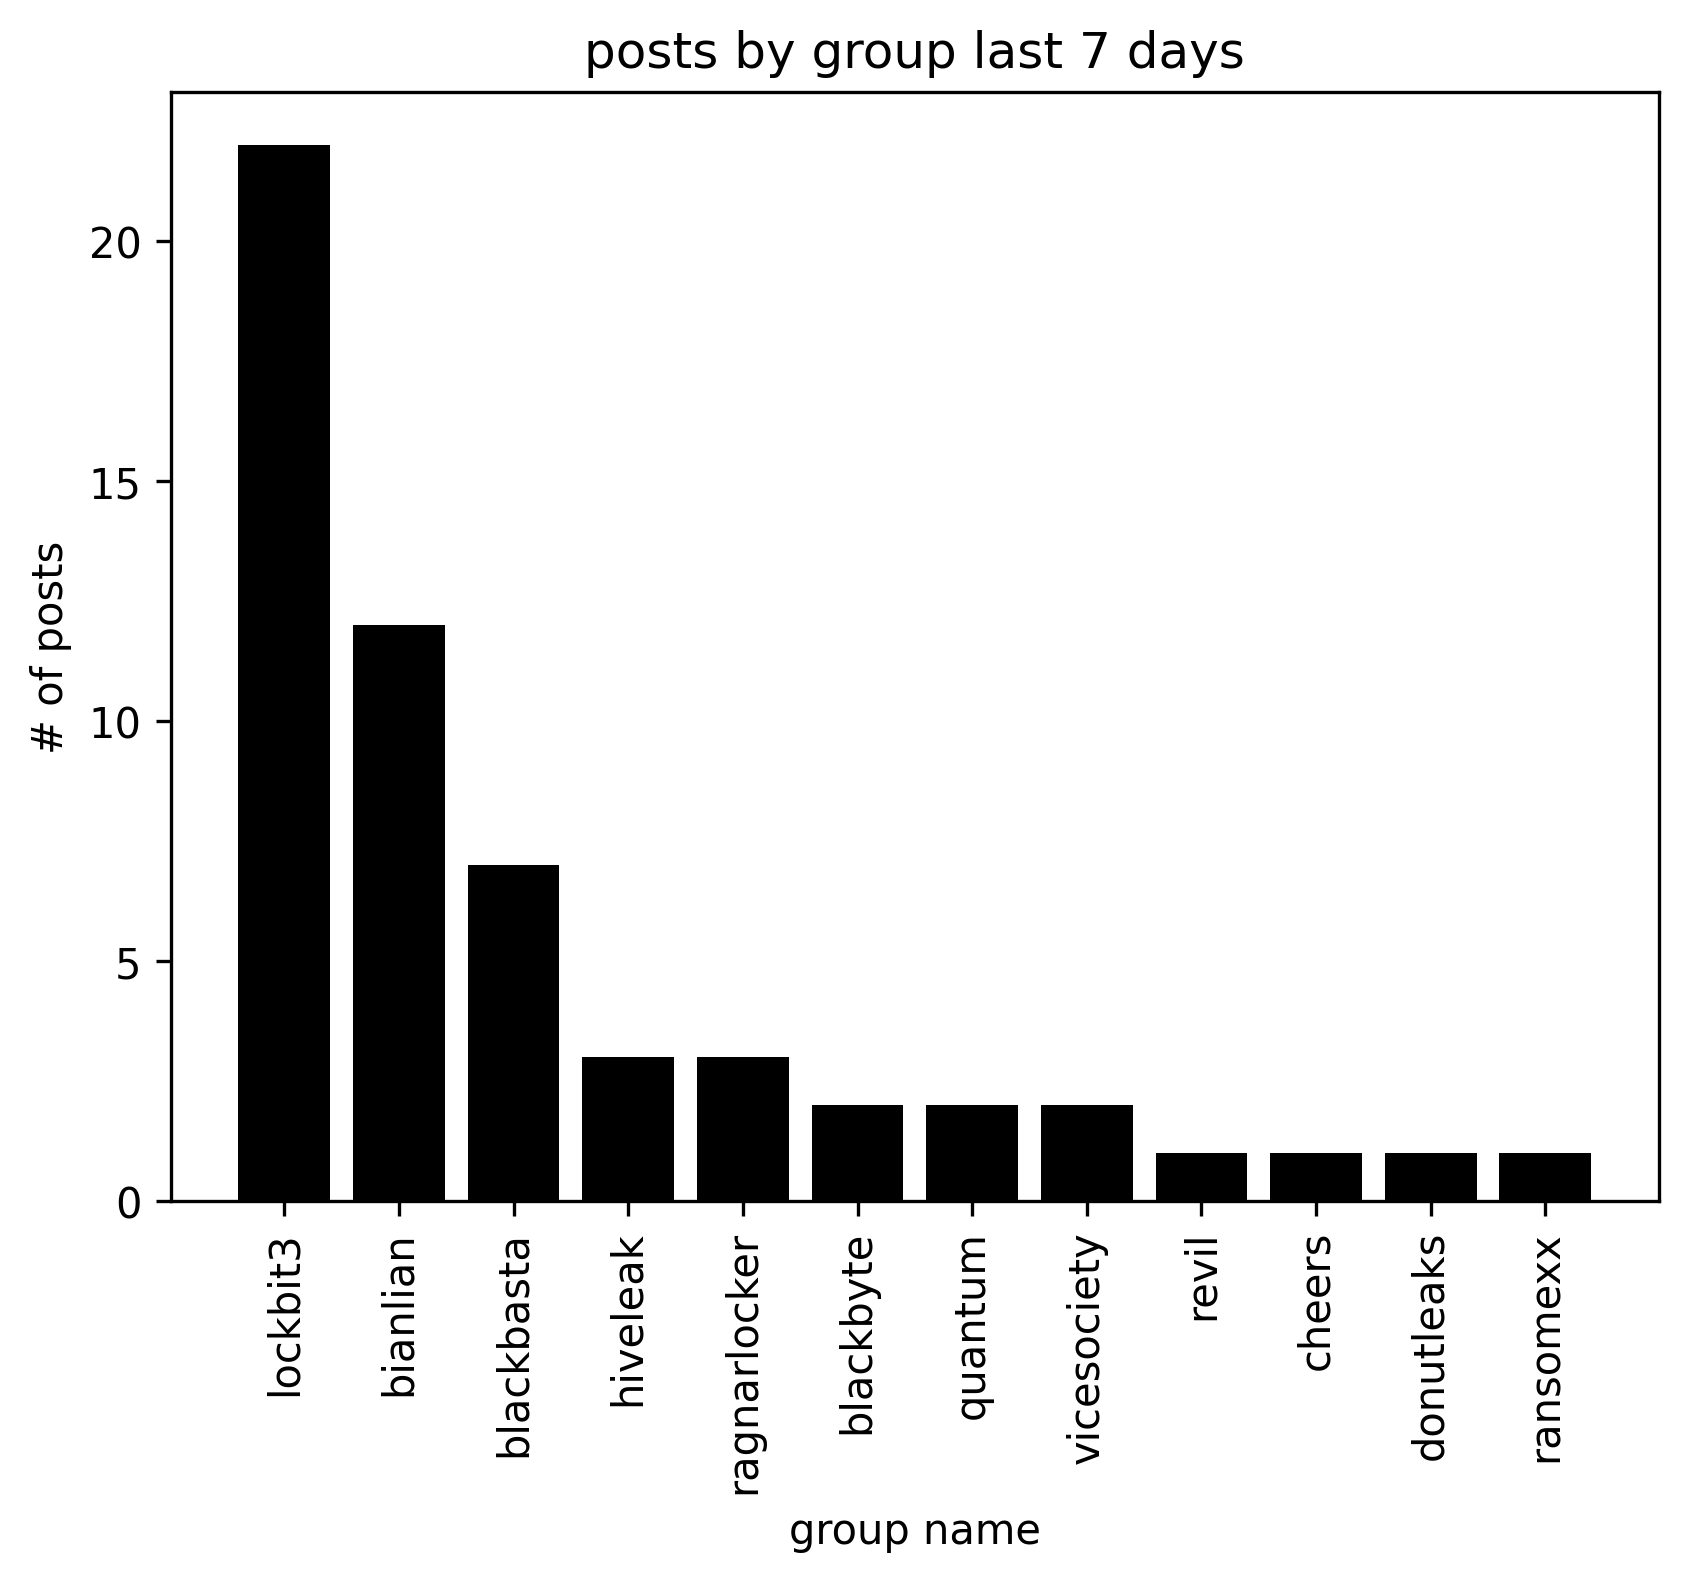 posts by group last 7 days
# of posts
20
15
10
5
0
lockbit3
bianlian
blackbasta
hiveleak
ragnarlocker
blackbyte
quantum
vicesociety
revil
cheers
donutleaks
ransomexx
group name